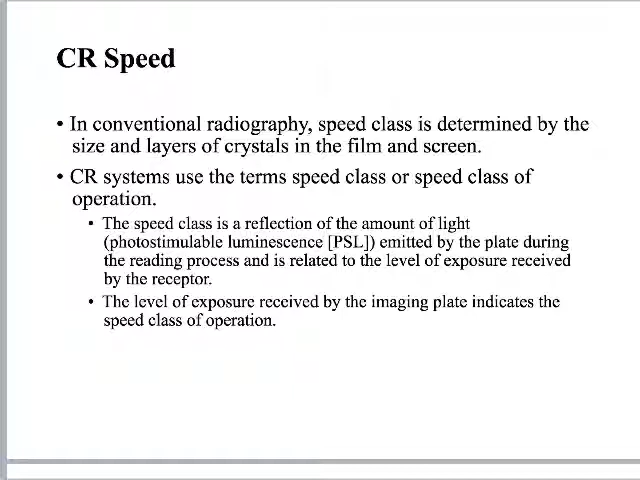 CR Speed
• In conventional radiography, speed class is determined by the
size and layers of crystals in the film and screen.
• CR systems use the terms speed class or speed class of
operation.
• The speed class is a reflection of the amount of light
(photostimulable luminescence [PSL]) emitted by the plate during
the reading process and is related to the level of exposure received
by the receptor.
• The level of exposure received by the imaging plate indicates the
speed class of operation.